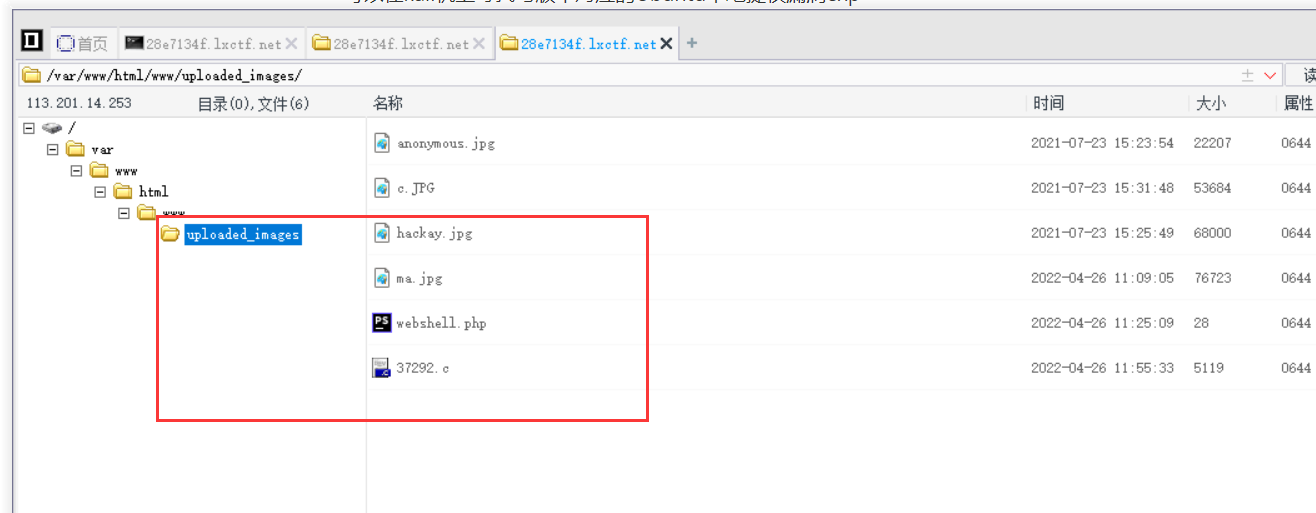 首页
28e7134f.lxctf.net
28e7134f.lxctf.net
28e7134f.lxctf.net
/var/www/html/www/uploaded_images/
113.201.14.253
目录(0),文件(6)
名称
时间
大小
属性
/
var
www
html
www
uploaded_images
anonymous.jpg 2021-07-23 15:23:54 22207 0644
c.JPG 2021-07-23 15:31:48 53684 0644
hackay.jpg 2021-07-23 15:25:49 68000 0644
ma.jpg 2022-04-26 11:09:05 76723 0644
webshell.php 2022-04-26 11:25:09 28 0644
37292.c 2022-04-26 11:55:33 5119 0644